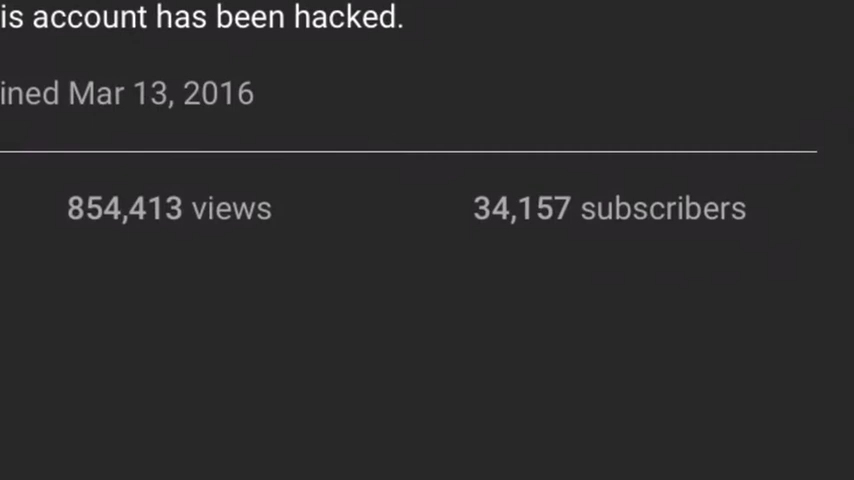 is account has been hacked.
ined Mar 13, 2016
854,413 views
34,157 subscribers